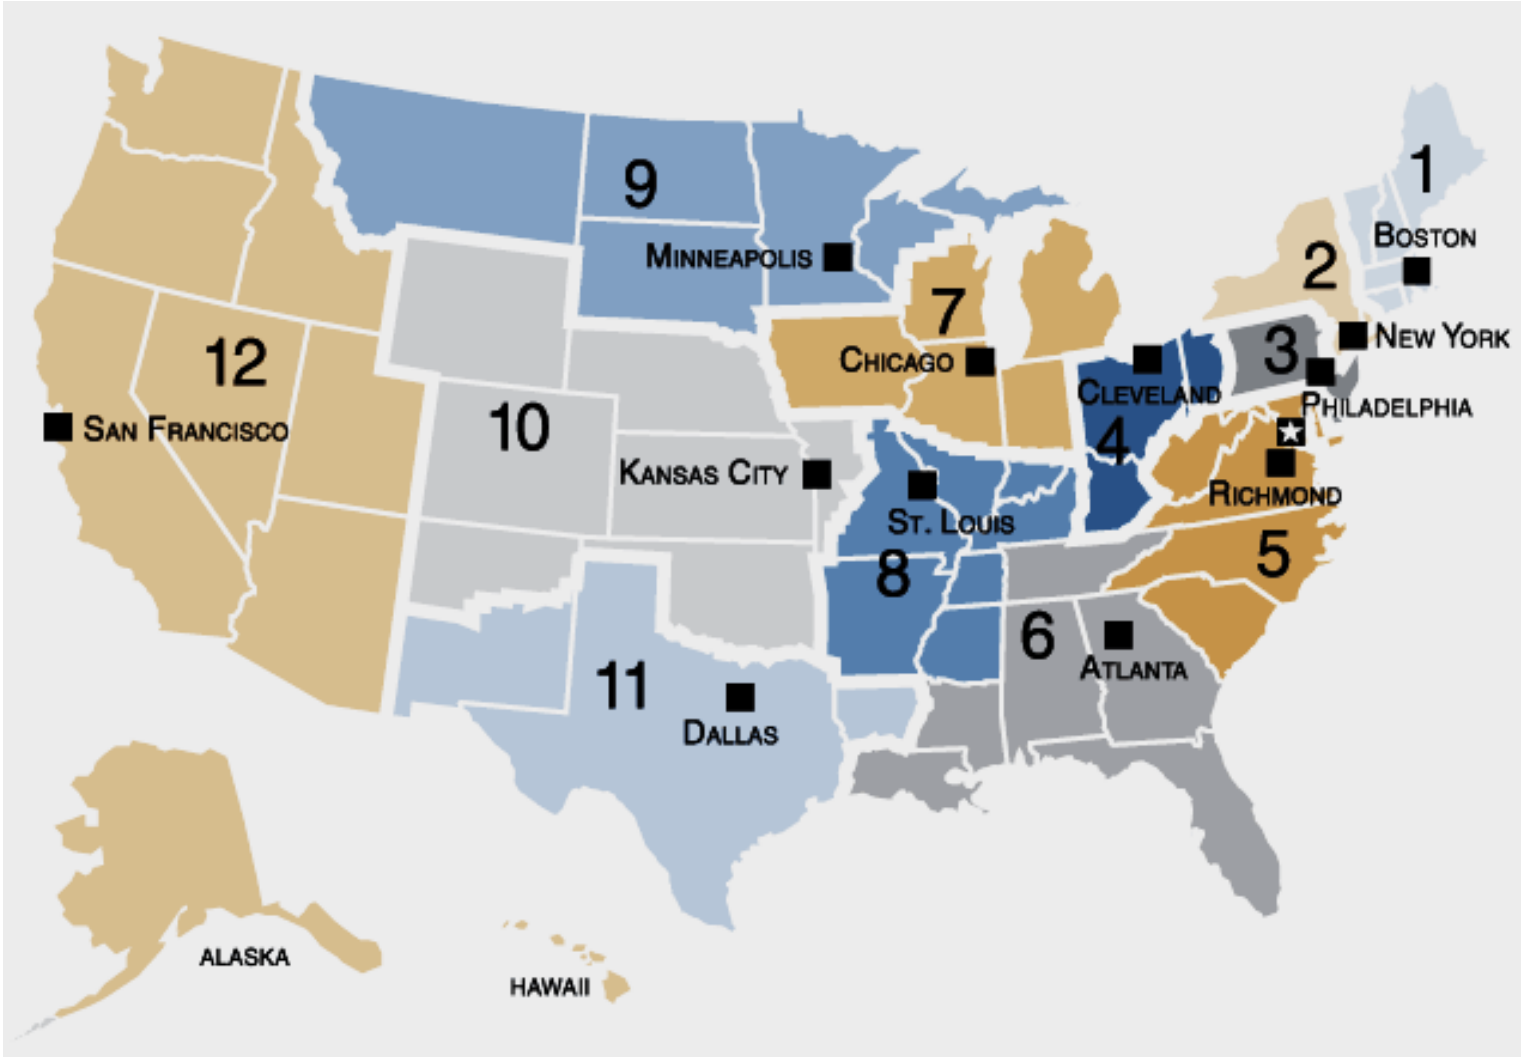 1
BOSTON
9
MINNEAPOLIS
2
7
NEW YORK
12
CHICAGO
3
CLEVELAND
PHILADELPHIA
SAN FRANCISCO
10
4
KANSAS CITY
RICHMOND
ST. LOUIS
5
8
6
ATLANTA
11
DALLAS
ALASKA
HAWAII